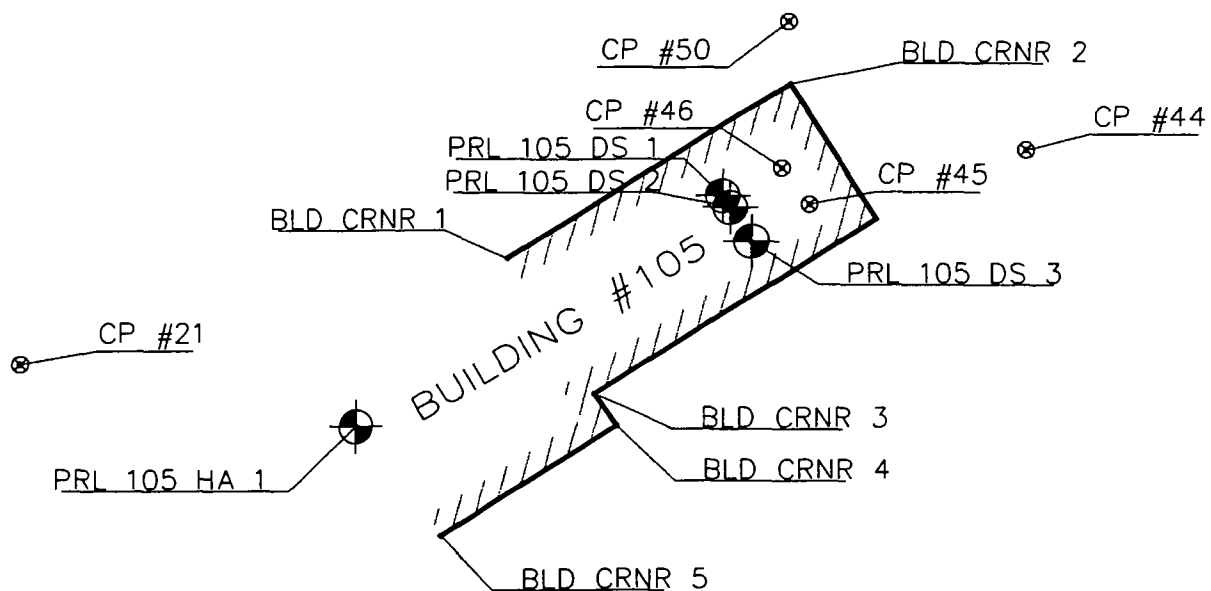 CP #50
BLD CRNR 2
CP #46
CP #44
PRL 105 DS 1
PRL 105 DS 2
CP #45
BLD CRNR 1
BUILDING #105
PRL 105 DS 3
CP #21
BLD CRNR 3
PRL 105 HA 1
BLD CRNR 4
BLD CRNR 5